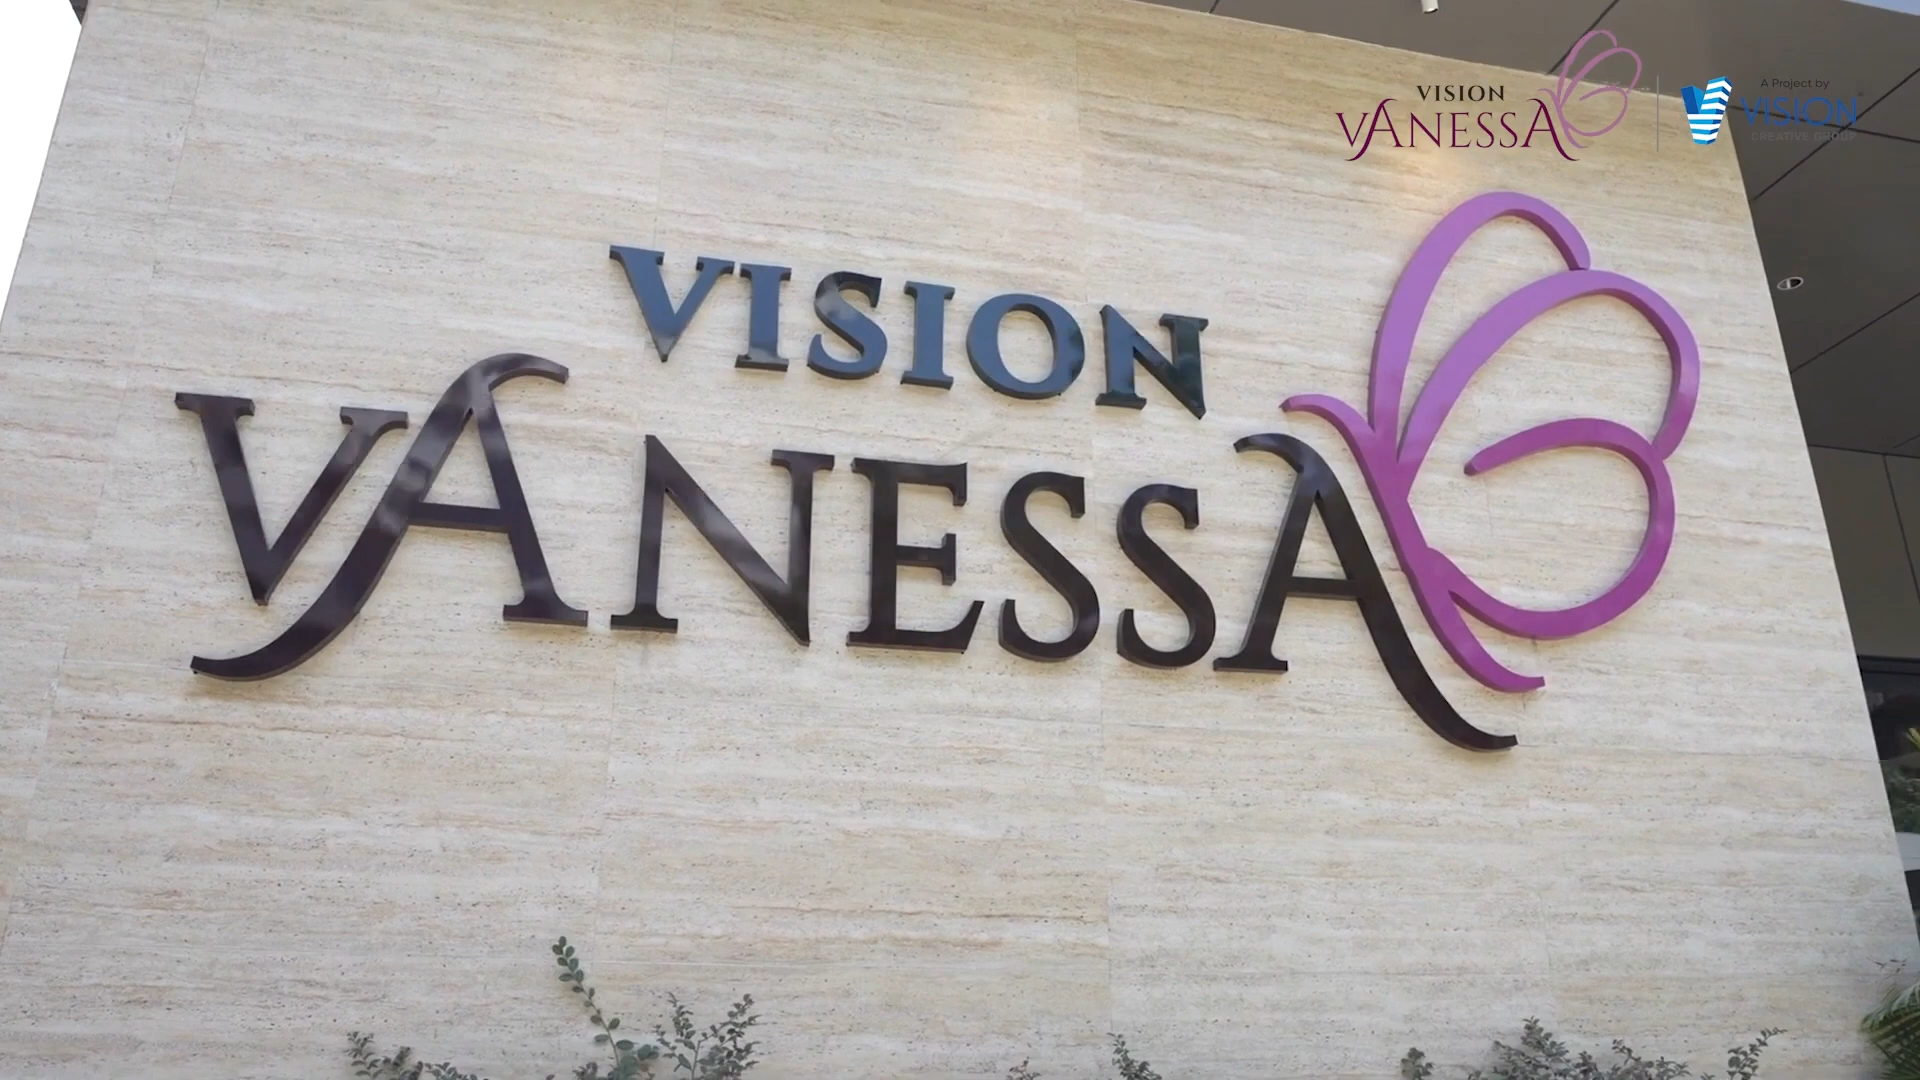 VISION
VANESSA
A Project by
VISION
CREATIVE GROUP
VISION
VANESSA